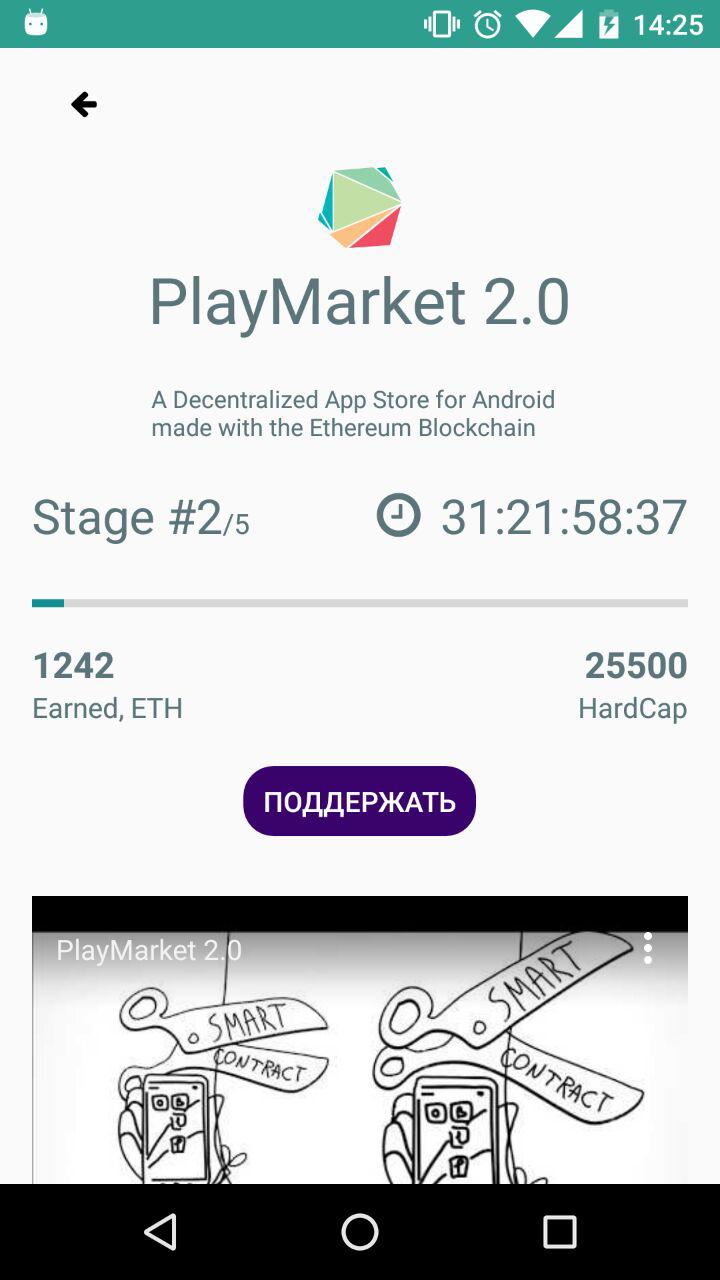 14:25
PlayMarket 2.0
A Decentralized App Store for Android
made with the Ethereum Blockchain
Stage #2/5 31:21:58:37
1242 25500
Earned, ETH HardCap
ПОДДЕРЖАТЬ
PlayMarket 2.0
SMART SMART
CONTRACT CONTRACT